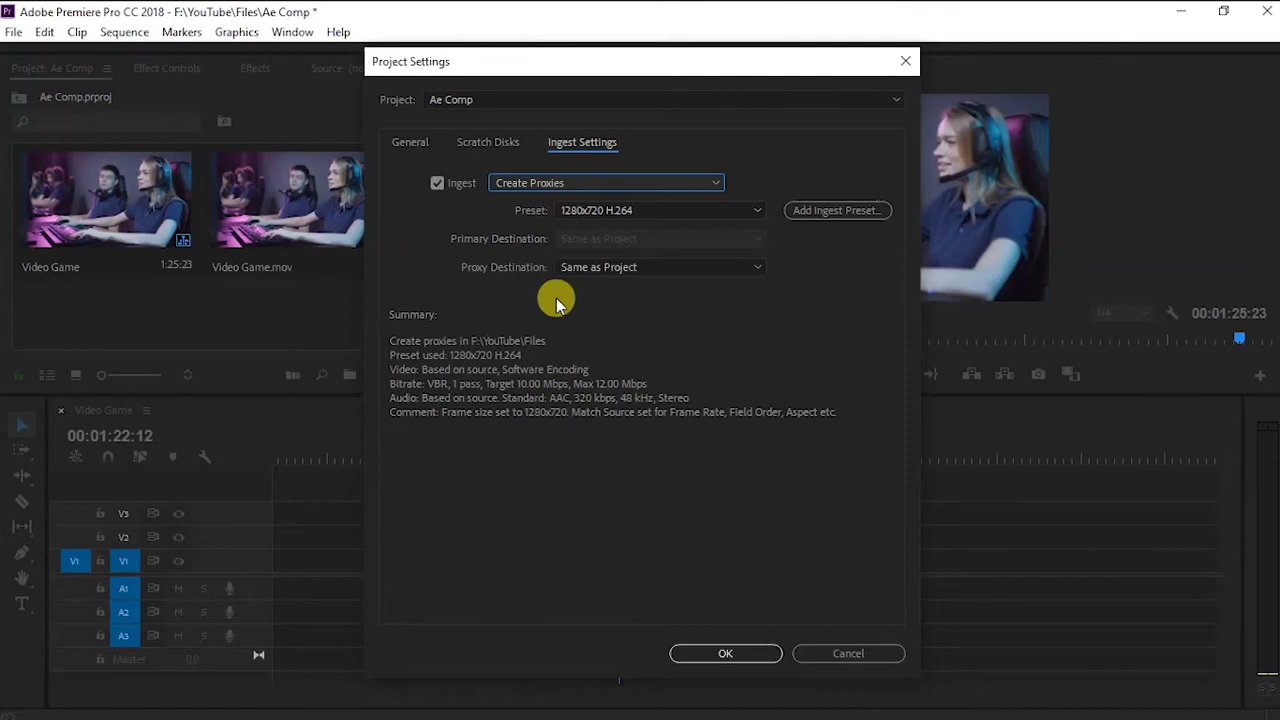 Adobe Premiere Pro CC 2018 - F:\YouTube\Files\Ae Comp *
File Edit Clip Sequence Markers Graphics Window Help
Project: Ae Comp Effect Controls Effects Source: (no
Ae Comp.prproj
Video Game 1:25:23 Video Game.mov
Project Settings
Project: Ae Comp
General Scratch Disks Ingest Settings
Ingest Create Proxies
Preset: 1280x720 H.264 Add Ingest Preset...
Primary Destination: Same as Project
Proxy Destination: Same as Project
Summary:
Create proxies in F:\YouTube\Files
Preset used: 1280x720 H.264
Video: Based on source, Software Encoding
Bitrate: VBR, 1 pass, Target 10.00 Mbps, Max 12.00 Mbps
Audio: Based on source. Standard: AAC, 320 kbps, 48 kHz, Stereo
Comment: Frame size set to 1280x720. Match Source set for Frame Rate, Field Order, Aspect etc.
OK Cancel
1/4 00:01:25:23
Video Game
00:01:22:12
V3
V2
V1 V1
A1 M S
A2 M S
A3 M S
Master 0.0
S S